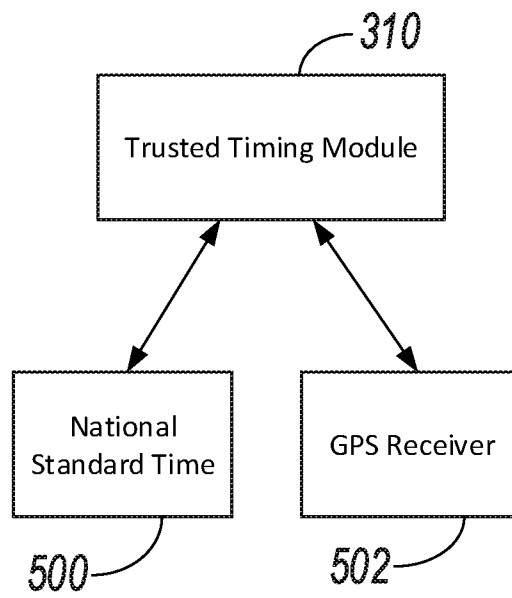 310
Trusted Timing Module
National
Standard Time
GPS Receiver
500
502